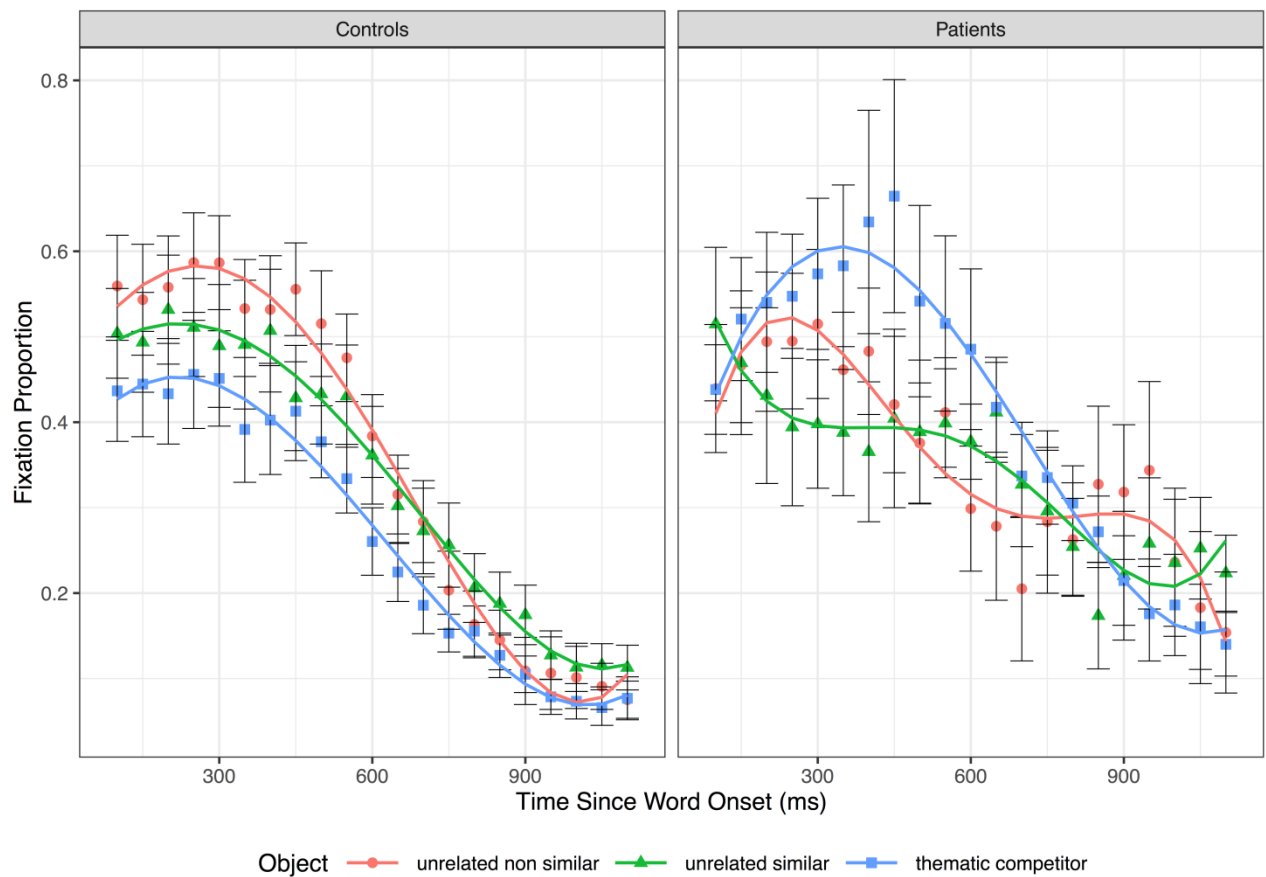 Controls
Patients
0.8
0.6
0.4
0.2
Fixation Proportion
300 600 900 300 600 900
Time Since Word Onset (ms)
Object unrelated non similar unrelated similar thematic competitor